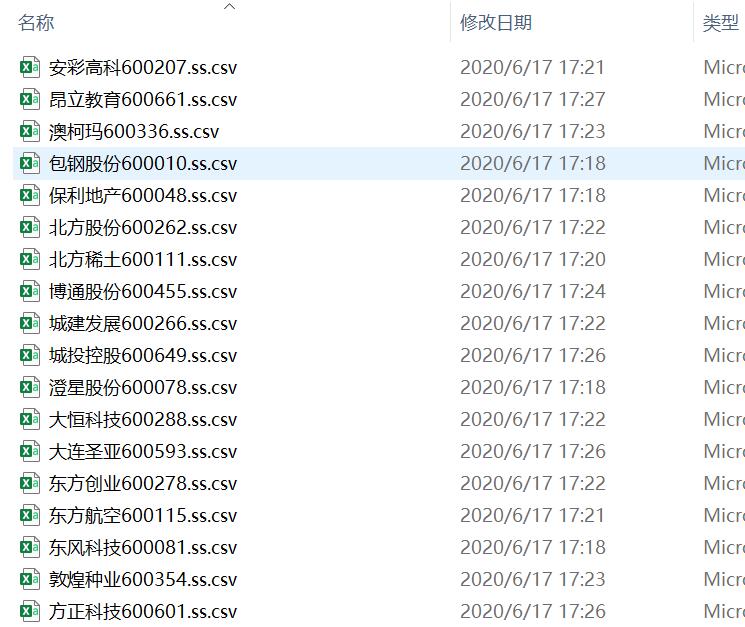 名称 修改日期 类型
安彩高科600207.ss.csv 2020/6/17 17:21 Micro
昂立教育600661.ss.csv 2020/6/17 17:27 Micro
澳柯玛600336.ss.csv 2020/6/17 17:23 Micro
包钢股份600010.ss.csv 2020/6/17 17:18 Micro
保利地产600048.ss.csv 2020/6/17 17:18 Micro
北方股份600262.ss.csv 2020/6/17 17:22 Micro
北方稀土600111.ss.csv 2020/6/17 17:20 Micro
博通股份600455.ss.csv 2020/6/17 17:24 Micro
城建发展600266.ss.csv 2020/6/17 17:22 Micro
城投控股600649.ss.csv 2020/6/17 17:26 Micro
澄星股份600078.ss.csv 2020/6/17 17:18 Micro
大恒科技600288.ss.csv 2020/6/17 17:22 Micro
大连圣亚600593.ss.csv 2020/6/17 17:26 Micro
东方创业600278.ss.csv 2020/6/17 17:22 Micro
东方航空600115.ss.csv 2020/6/17 17:21 Micro
东风科技600081.ss.csv 2020/6/17 17:18 Micro
敦煌种业600354.ss.csv 2020/6/17 17:23 Micro
方正科技600601.ss.csv 2020/6/17 17:26 Micro